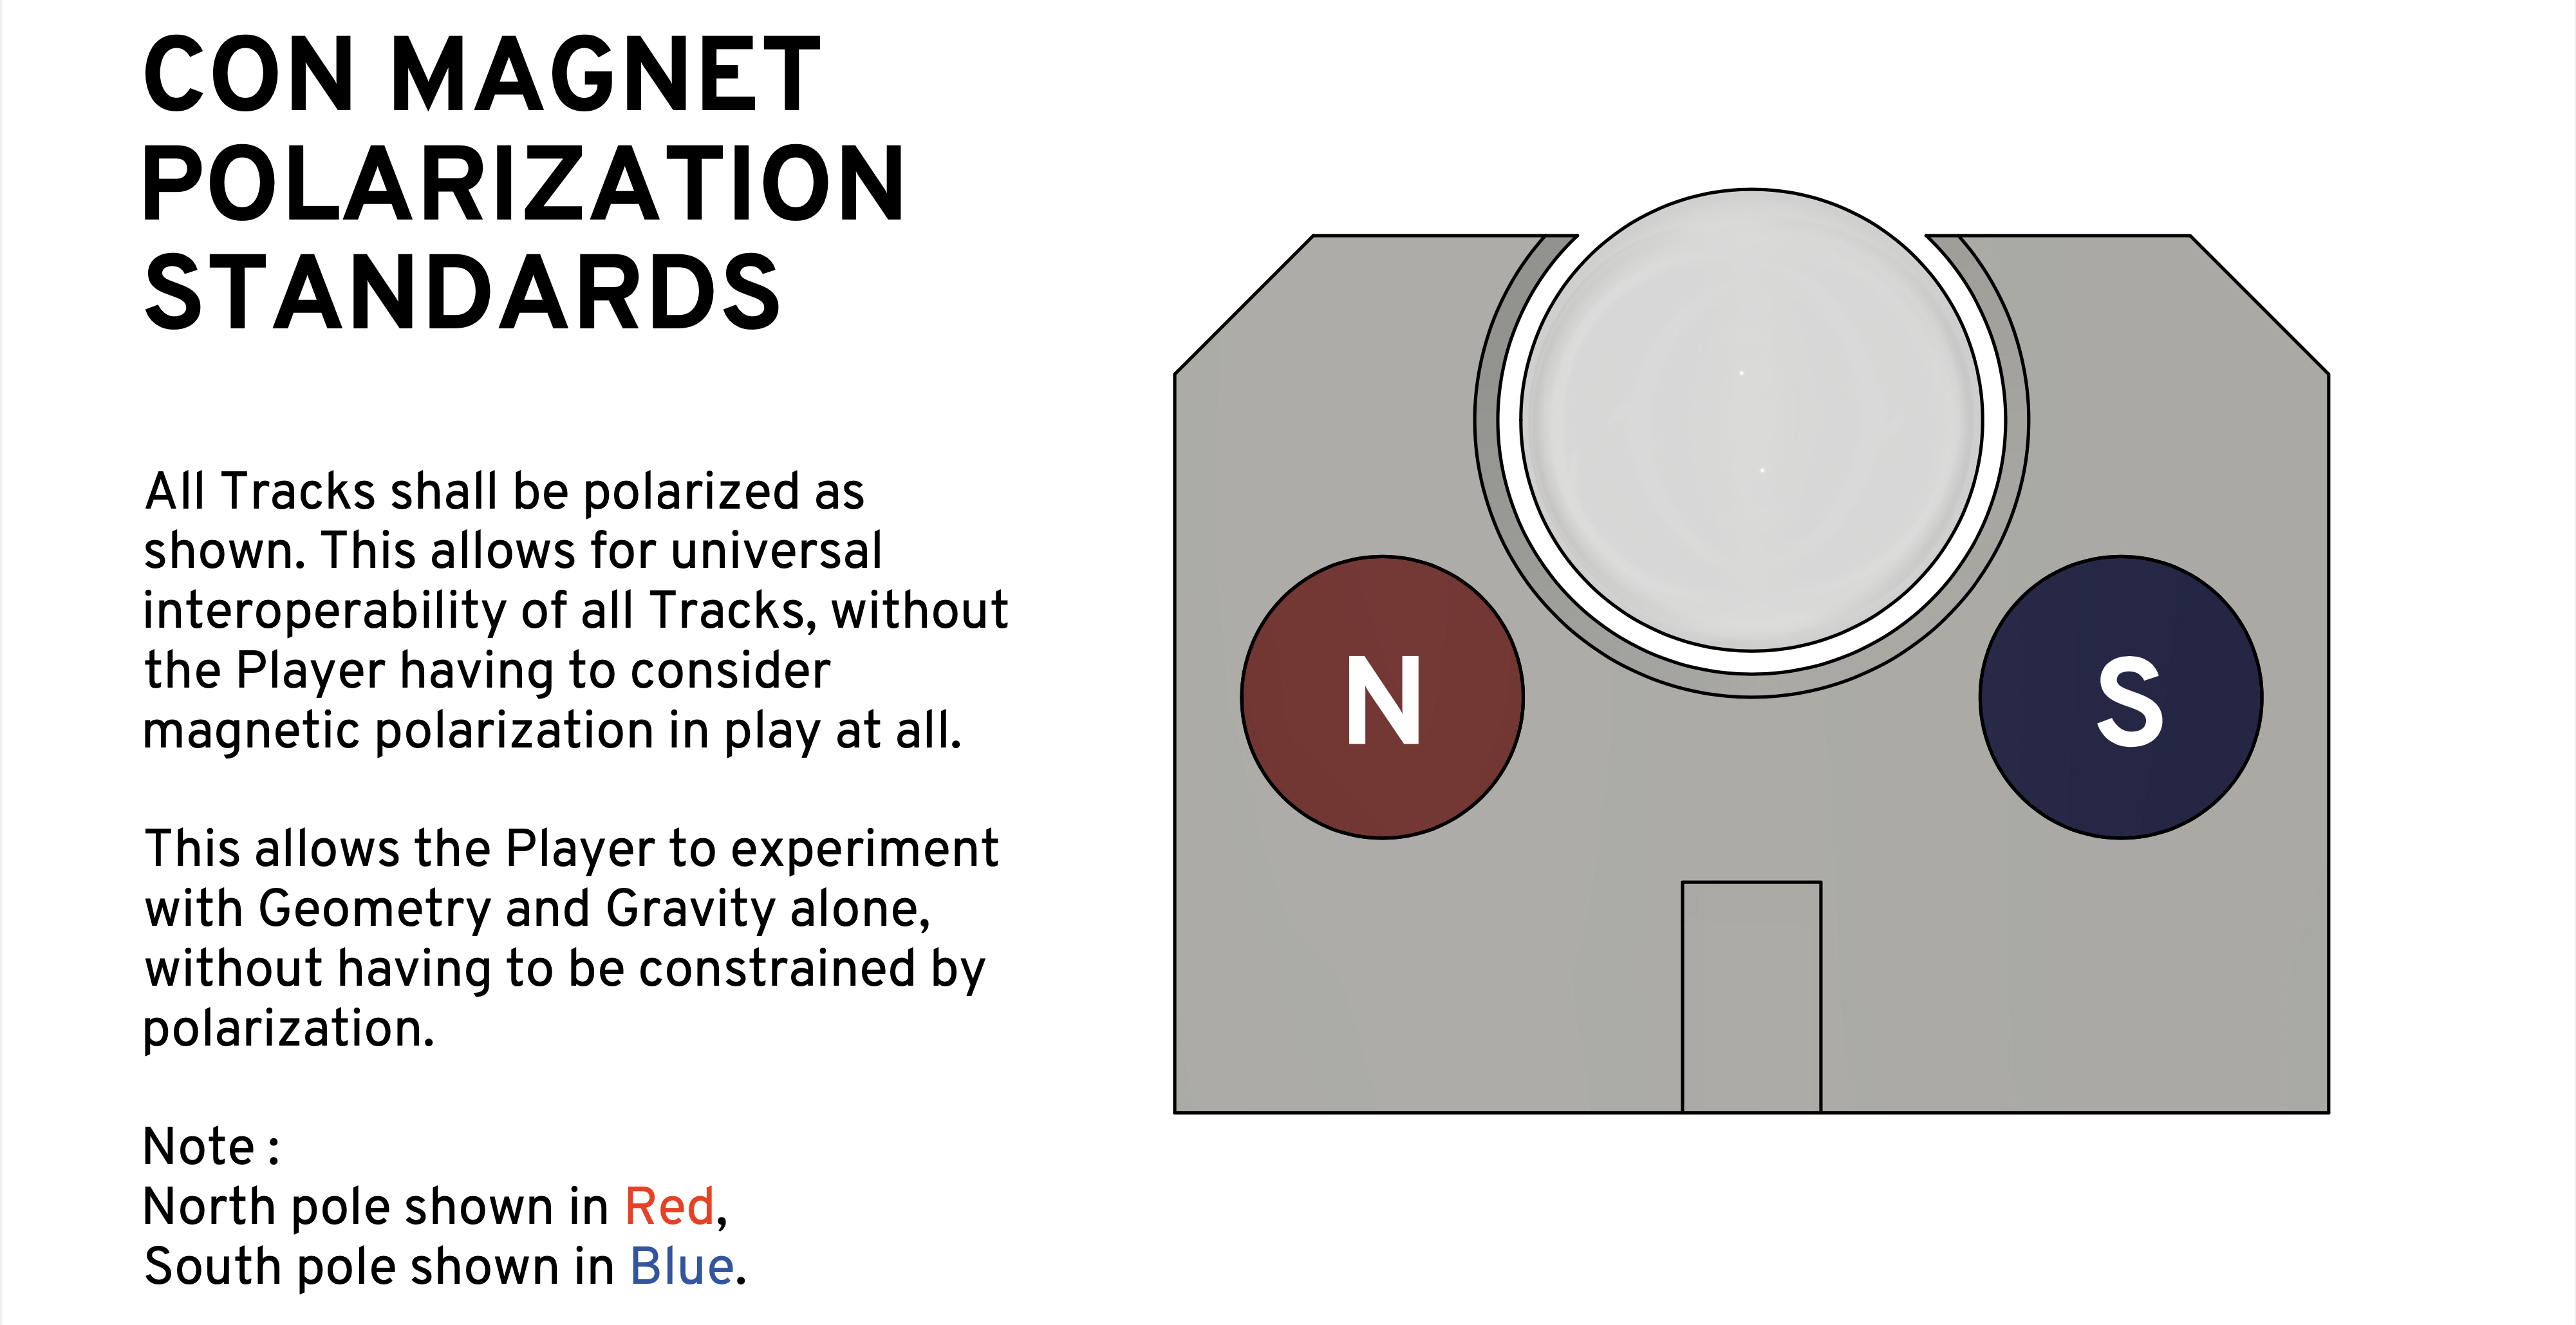 CON MAGNET
POLARIZATION
STANDARDS
All Tracks shall be polarized as
shown. This allows for universal
interoperability of all Tracks, without
the Player having to consider
magnetic polarization in play at all.
This allows the Player to experiment
with Geometry and Gravity alone,
without having to be constrained by
polarization.
Note :
North pole shown in Red,
South pole shown in Blue.
N
S